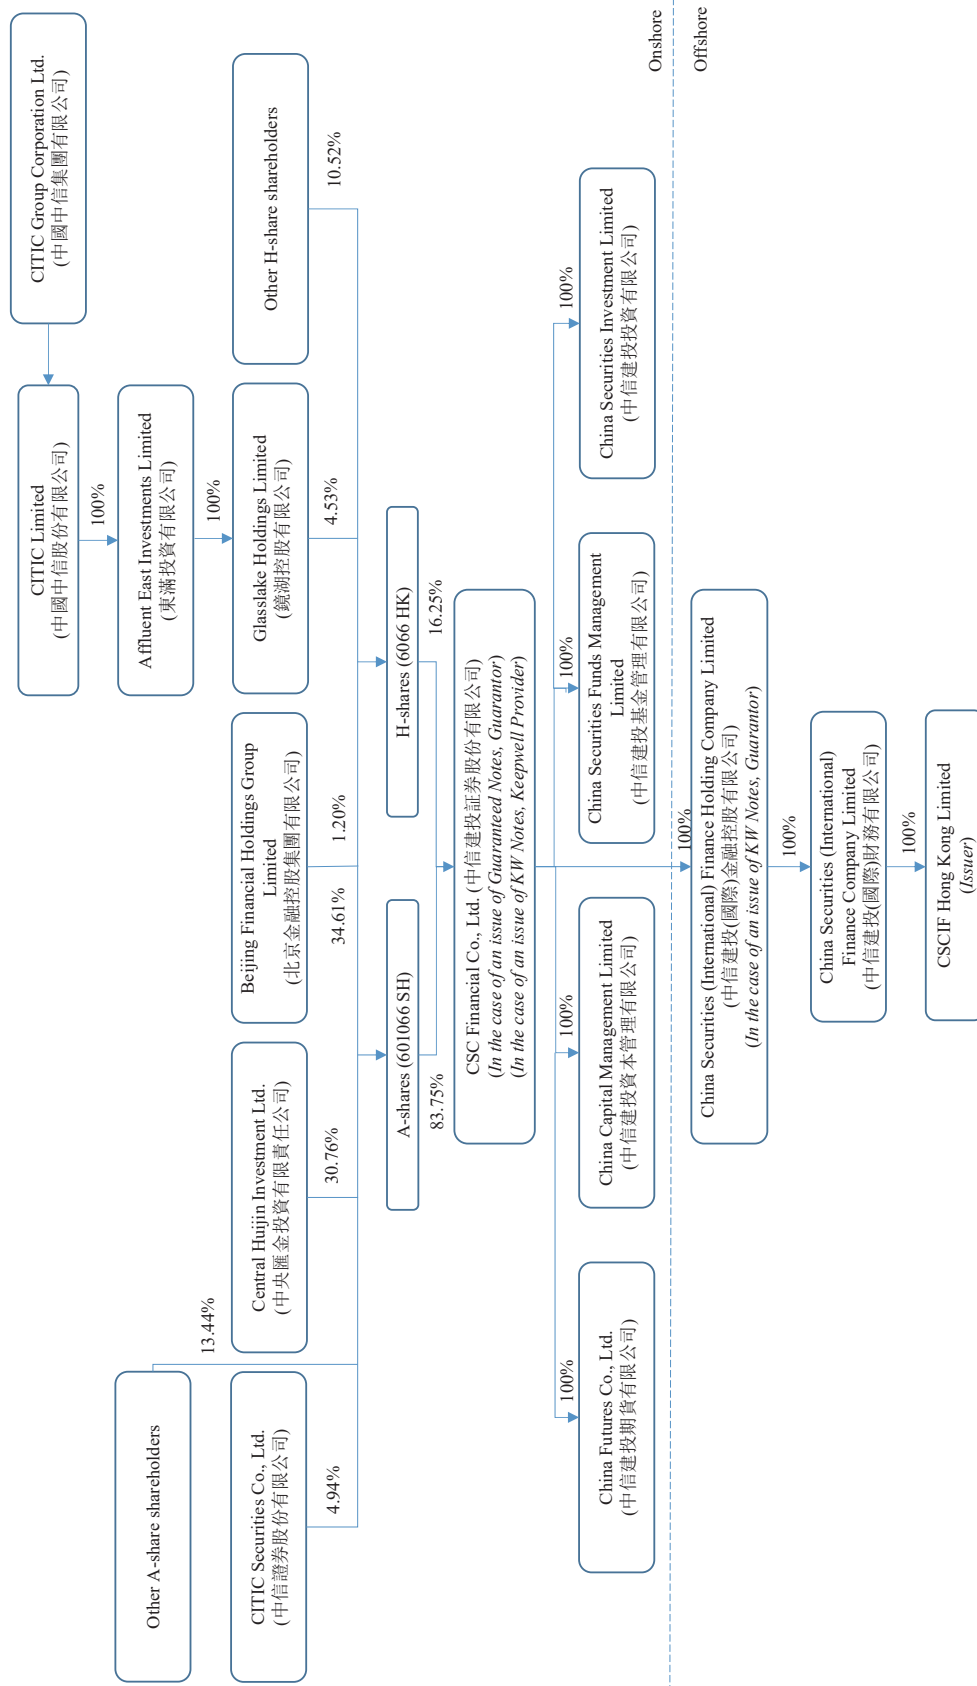 CITIC Group Corporation Ltd.
(中國中信集團有限公司)
CITIC Limited
(中國中信股份有限公司)
100%
Affluent East Investments Limited
(東滿投資有限公司)
100%
Other A-share shareholders
13.44%
CITIC Securities Co., Ltd.
(中信證券股份有限公司)
4.94%
Central Huijin Investment Ltd.
(中央匯金投資有限責任公司)
30.76%
Beijing Financial Holdings Group
Limited
(北京金融控股集團有限公司)
34.61%
1.20%
Glasslake Holdings Limited
(鏡湖控股有限公司)
4.53%
Other H-share shareholders
10.52%
A-shares (601066 SH)
83.75%
H-shares (6066 HK)
16.25%
CSC Financial Co., Ltd. (中信建投証券股份有限公司)
(In the case of an issue of Guaranteed Notes, Guarantor)
(In the case of an issue of KW Notes, Keepwell Provider)
100%
China Futures Co., Ltd.
(中信建投期貨有限公司)
100%
China Capital Management Limited
(中信建投資本管理有限公司)
100%
China Securities Funds Management
Limited
(中信建投基金管理有限公司)
100%
China Securities Investment Limited
(中信建投投資有限公司)
Onshore
Offshore
100%
China Securities (International) Finance Holding Company Limited
(中信建投(國際)金融控股有限公司)
(In the case of an issue of KW Notes, Guarantor)
100%
China Securities (International)
Finance Company Limited
(中信建投(國際)財務有限公司)
100%
CSCIF Hong Kong Limited
(Issuer)